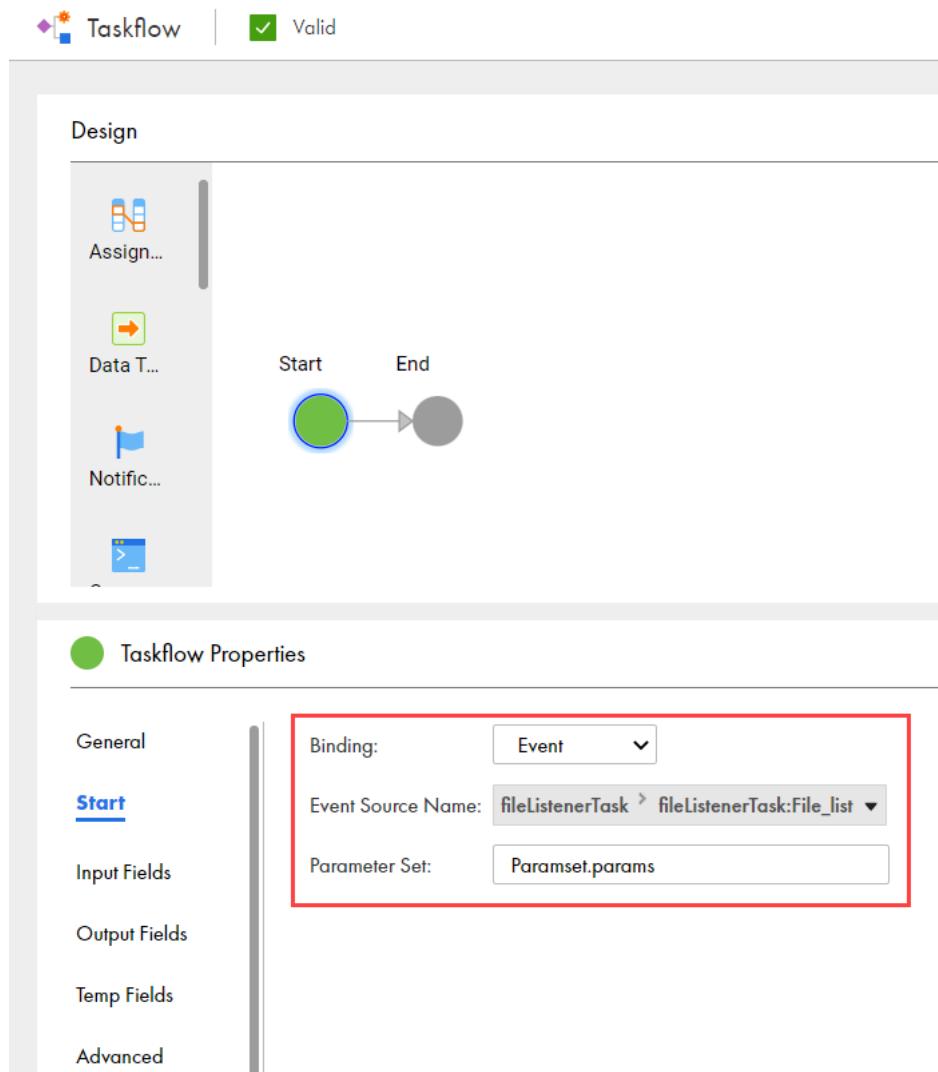 Taskflow Valid
Design
Assign...
Data T...
Start End
Notific...
Taskflow Properties
General
Start
Input Fields
Output Fields
Temp Fields
Advanced
Binding: Event
Event Source Name: fileListenerTask > fileListenerTask:File_list
Parameter Set: Paramset.params